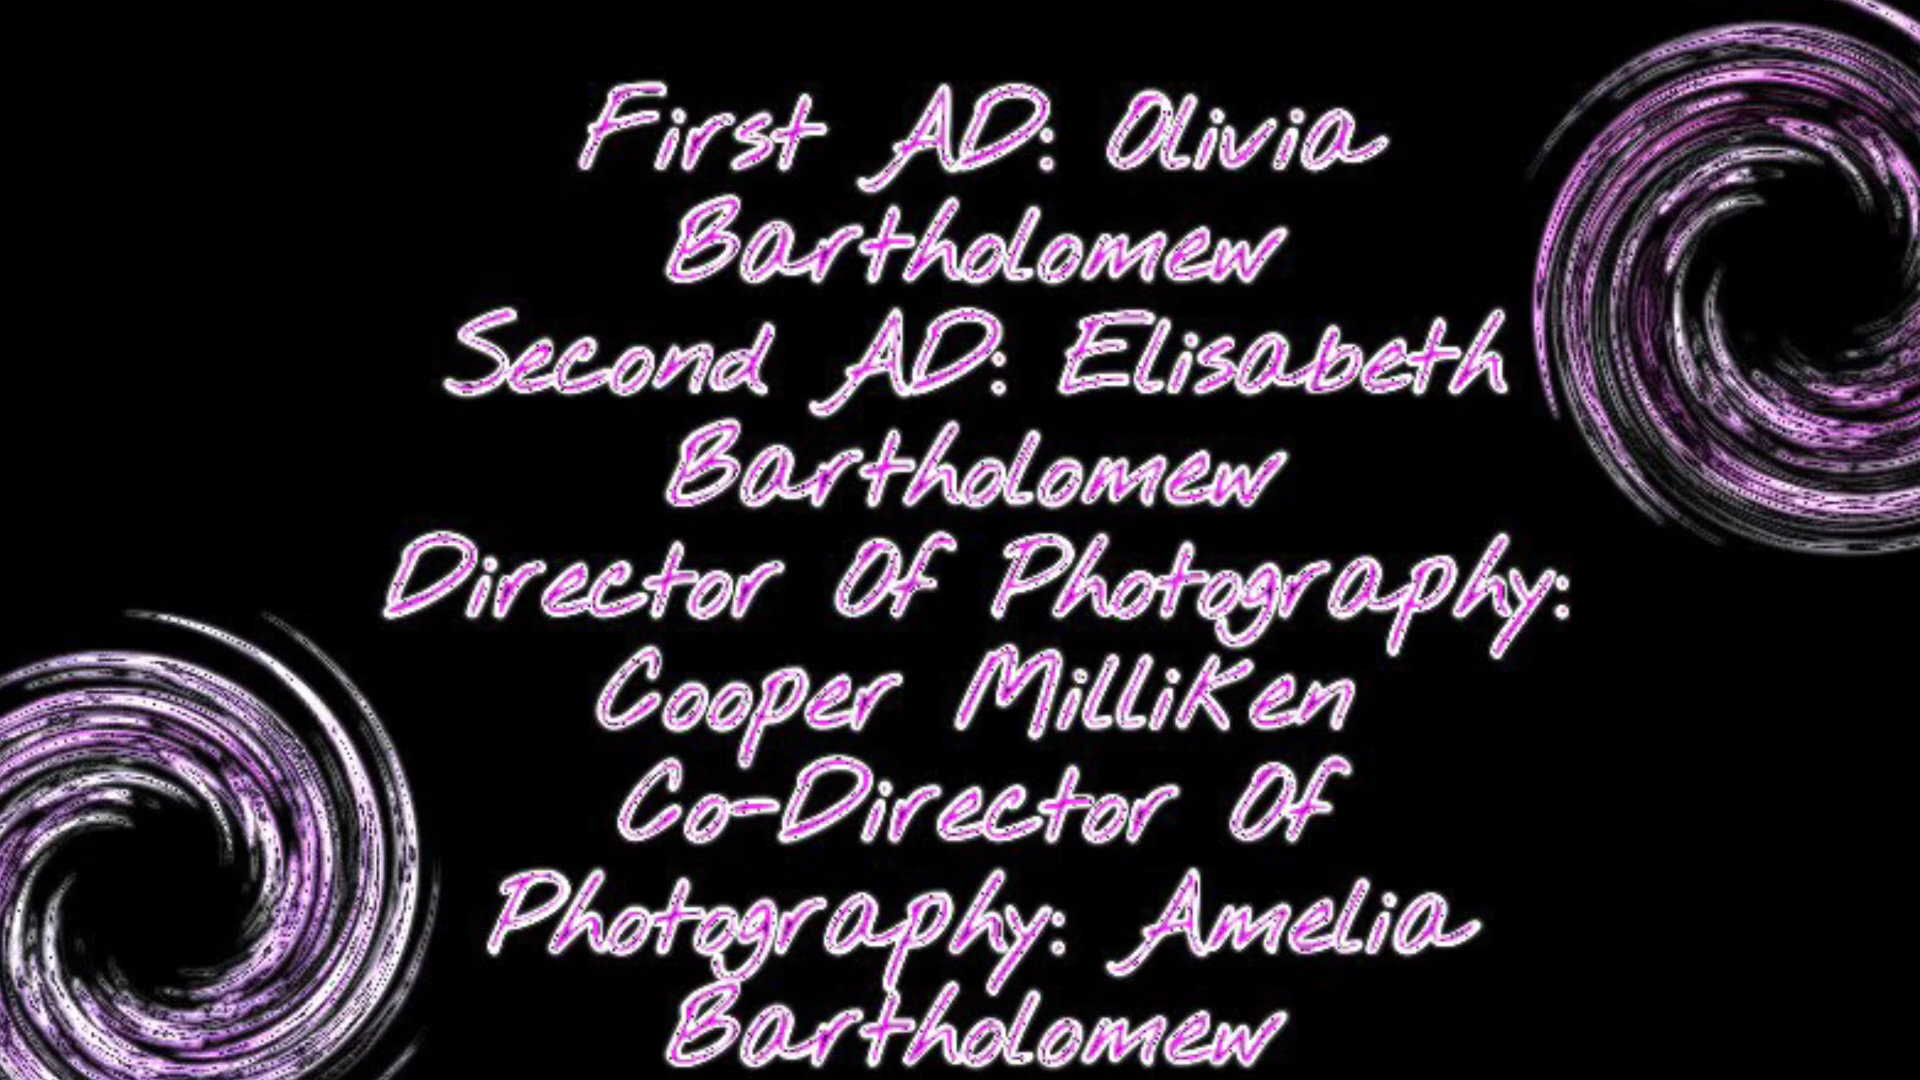 First AD: Olivia
Bartholomew
Second AD: Elisabeth
Bartholomew
Director Of Photography:
Cooper Milliken
Co-Director Of
Photography: Amelia
Bartholomew